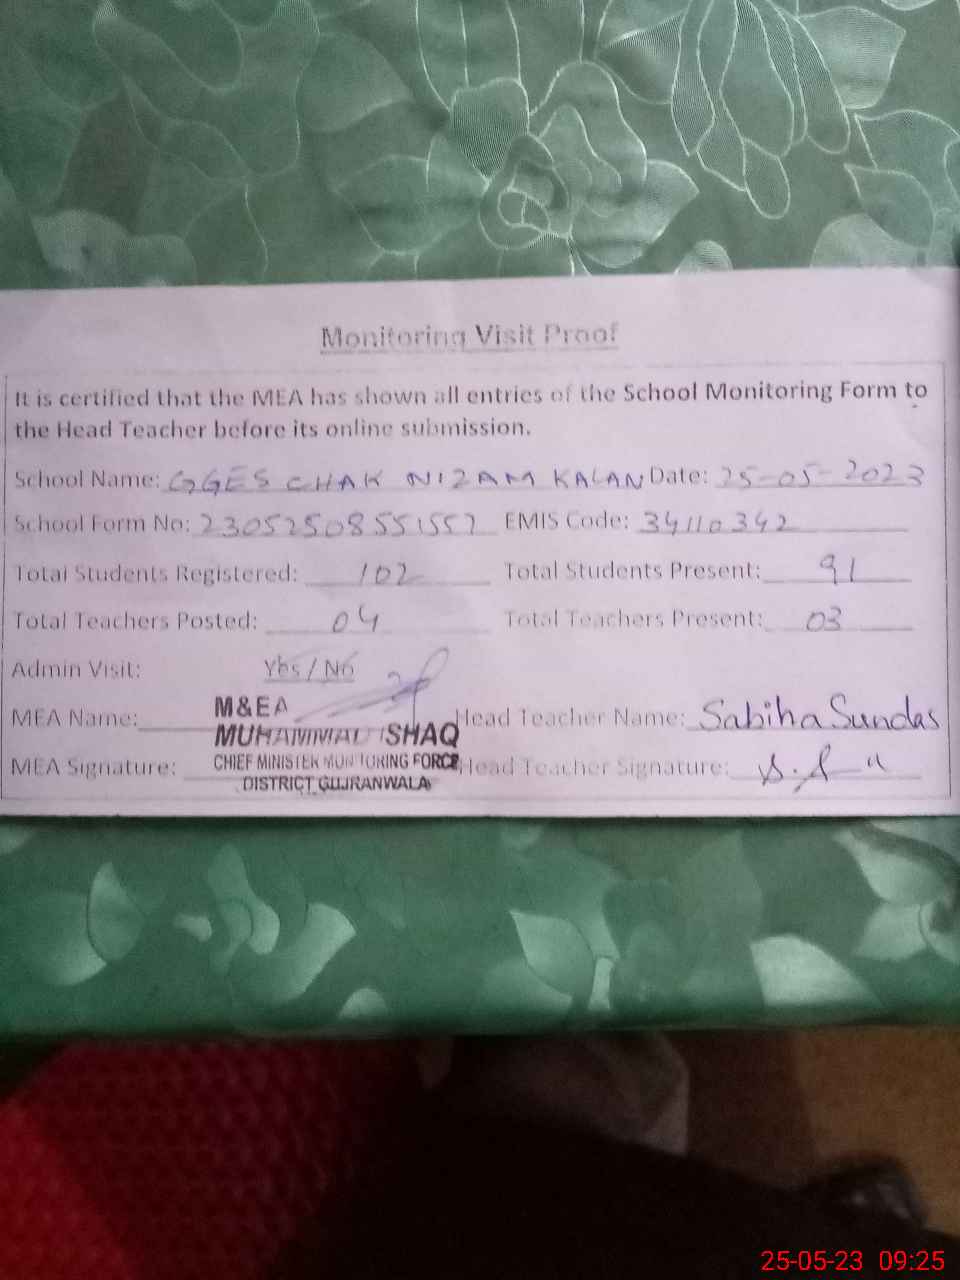 Monitoring Visit Proof
It is certified that the MEA has shown all entries of the School Monitoring Form to
the Head Teacher before its online submission.
School Name: GGES CHAK NIZAM KALAN Date: 25-05-2023
School Form No: 23052508551557 EMIS Code: 34110342
Total Students Registered: 102 Total Students Present: 91
Total Teachers Posted: 04 Total Teachers Present: 03
Admin Visit: Yes / No
MEA Name: M&EA Head Teacher Name: Sabiha Sundas
MUHAMMAD ISHAQ
MEA Signature: CHIEF MINISTER MONITORING FORCE Head Teacher Signature: S.S
DISTRICT GUJRANWALA
25-05-23 09:25